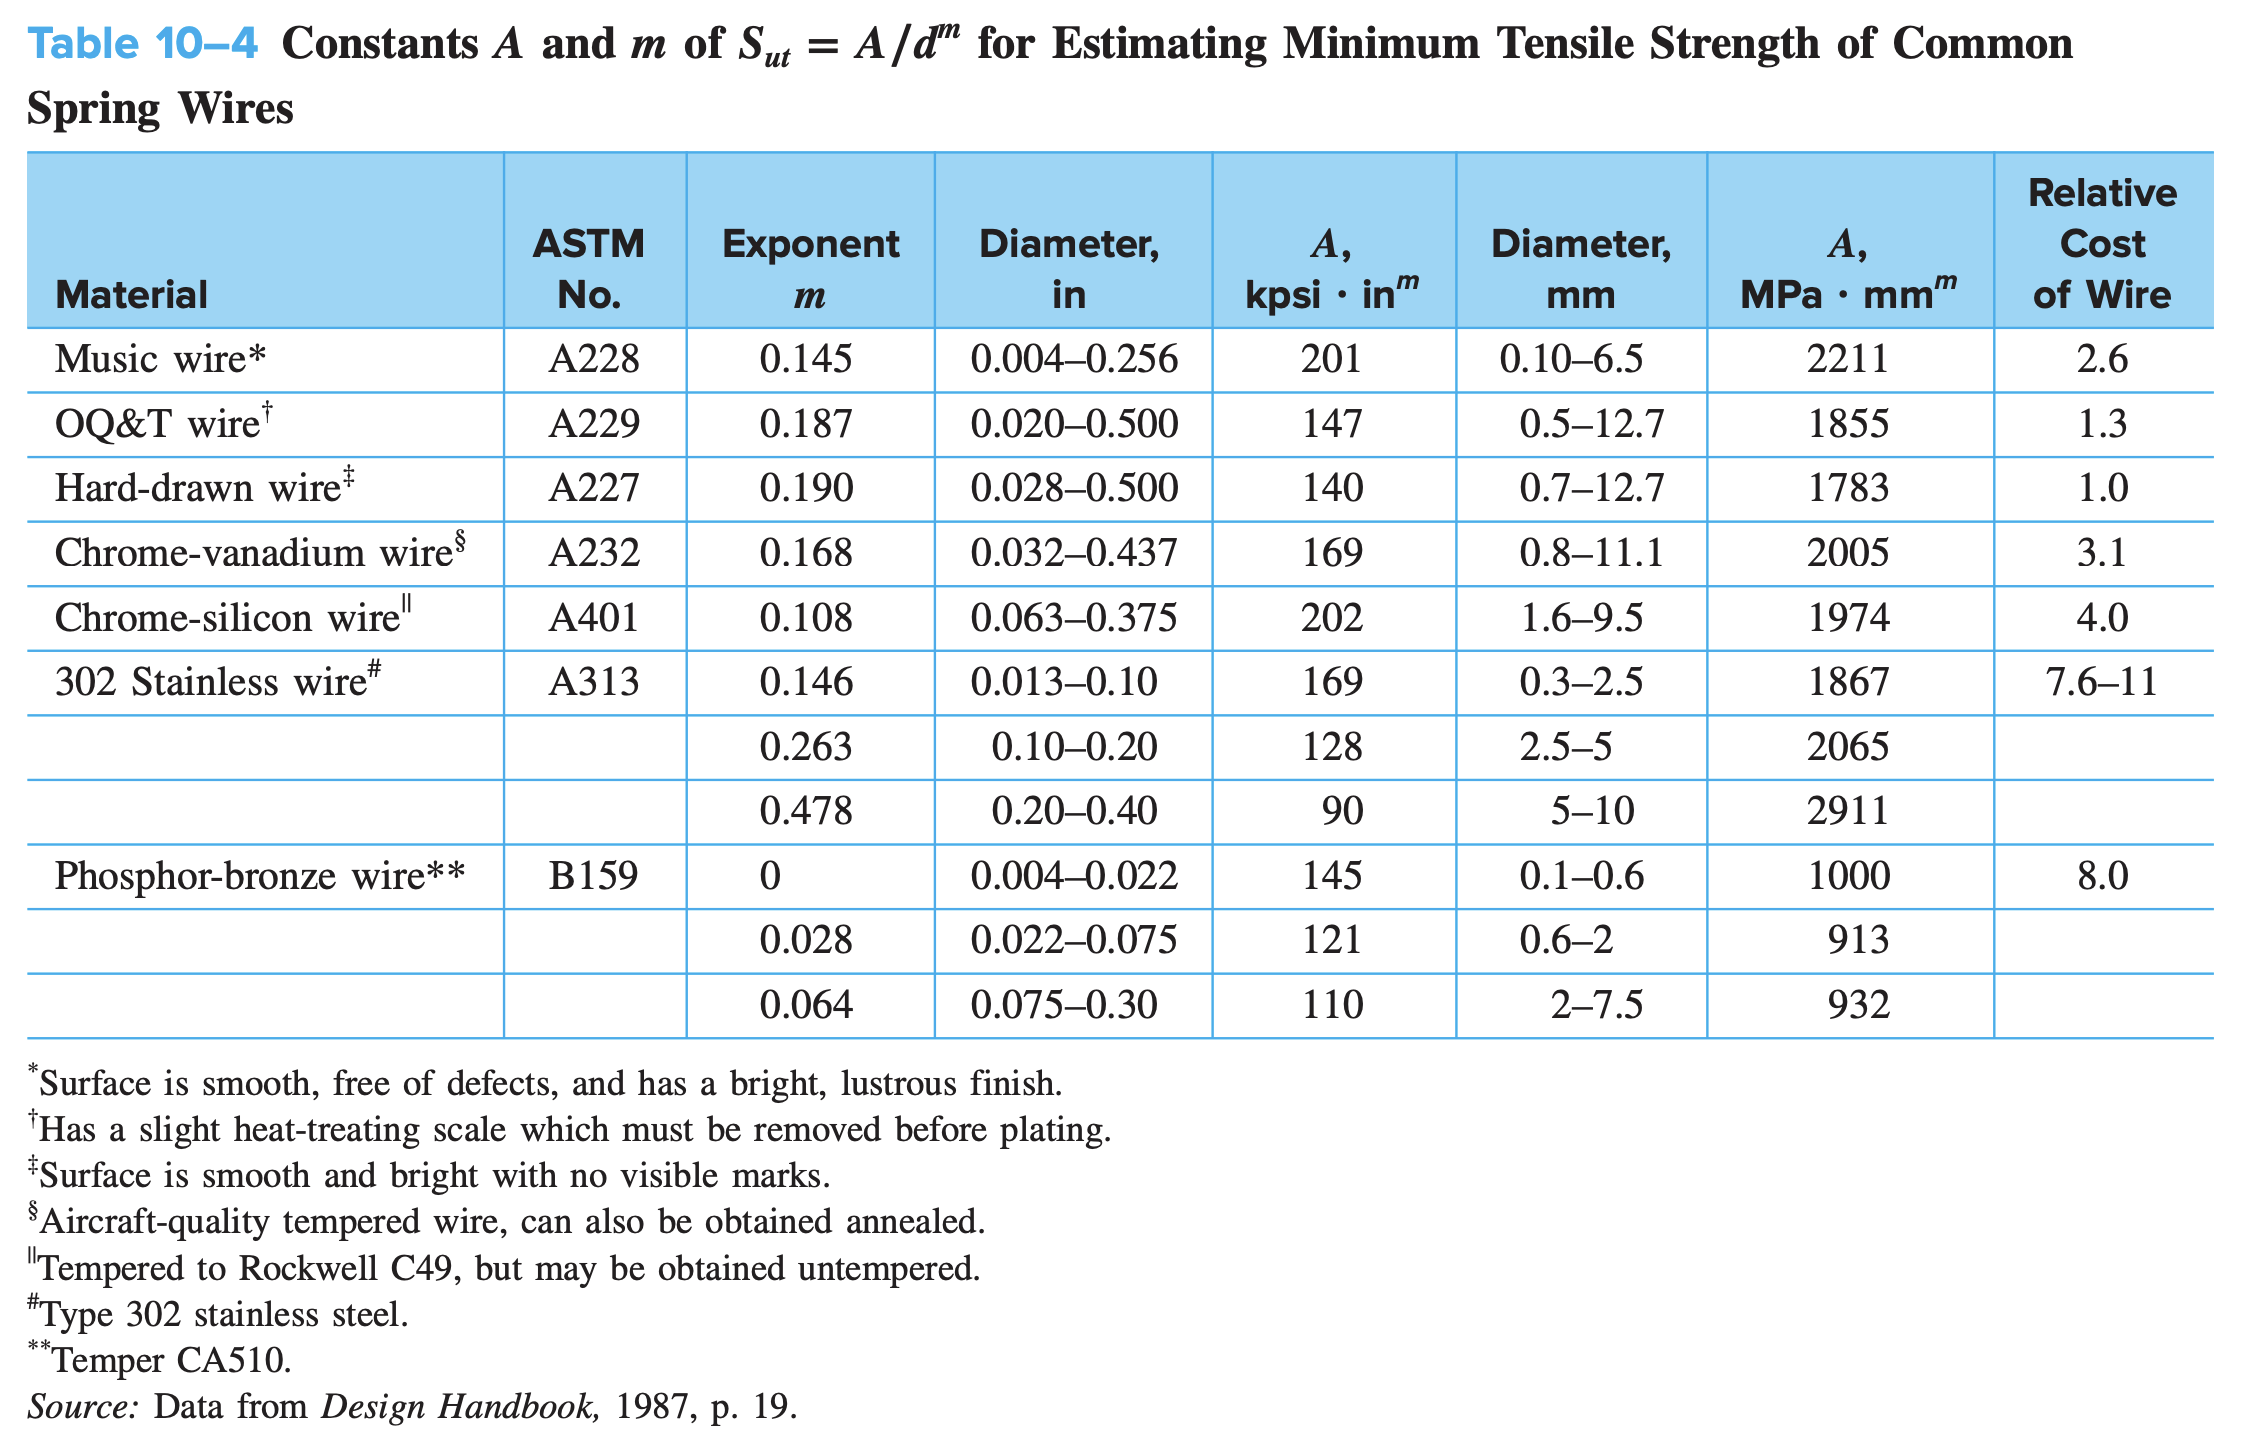 Table 10–4 Constants A and m of Sut = A/d^m for Estimating Minimum Tensile Strength of Common
Spring Wires
Material | ASTM No. | Exponent m | Diameter, in | A, kpsi · in^m | Diameter, mm | A, MPa · mm^m | Relative Cost of Wire
Music wire* | A228 | 0.145 | 0.004–0.256 | 201 | 0.10–6.5 | 2211 | 2.6
OQ&T wire† | A229 | 0.187 | 0.020–0.500 | 147 | 0.5–12.7 | 1855 | 1.3
Hard-drawn wire‡ | A227 | 0.190 | 0.028–0.500 | 140 | 0.7–12.7 | 1783 | 1.0
Chrome-vanadium wire§ | A232 | 0.168 | 0.032–0.437 | 169 | 0.8–11.1 | 2005 | 3.1
Chrome-silicon wire‖ | A401 | 0.108 | 0.063–0.375 | 202 | 1.6–9.5 | 1974 | 4.0
302 Stainless wire# | A313 | 0.146 | 0.013–0.10 | 169 | 0.3–2.5 | 1867 | 7.6–11
0.263 | 0.10–0.20 | 128 | 2.5–5 | 2065
0.478 | 0.20–0.40 | 90 | 5–10 | 2911
Phosphor-bronze wire** | B159 | 0 | 0.004–0.022 | 145 | 0.1–0.6 | 1000 | 8.0
0.028 | 0.022–0.075 | 121 | 0.6–2 | 913
0.064 | 0.075–0.30 | 110 | 2–7.5 | 932
*Surface is smooth, free of defects, and has a bright, lustrous finish.
†Has a slight heat-treating scale which must be removed before plating.
‡Surface is smooth and bright with no visible marks.
§Aircraft-quality tempered wire, can also be obtained annealed.
‖Tempered to Rockwell C49, but may be obtained untempered.
#Type 302 stainless steel.
**Temper CA510.
Source: Data from Design Handbook, 1987, p. 19.